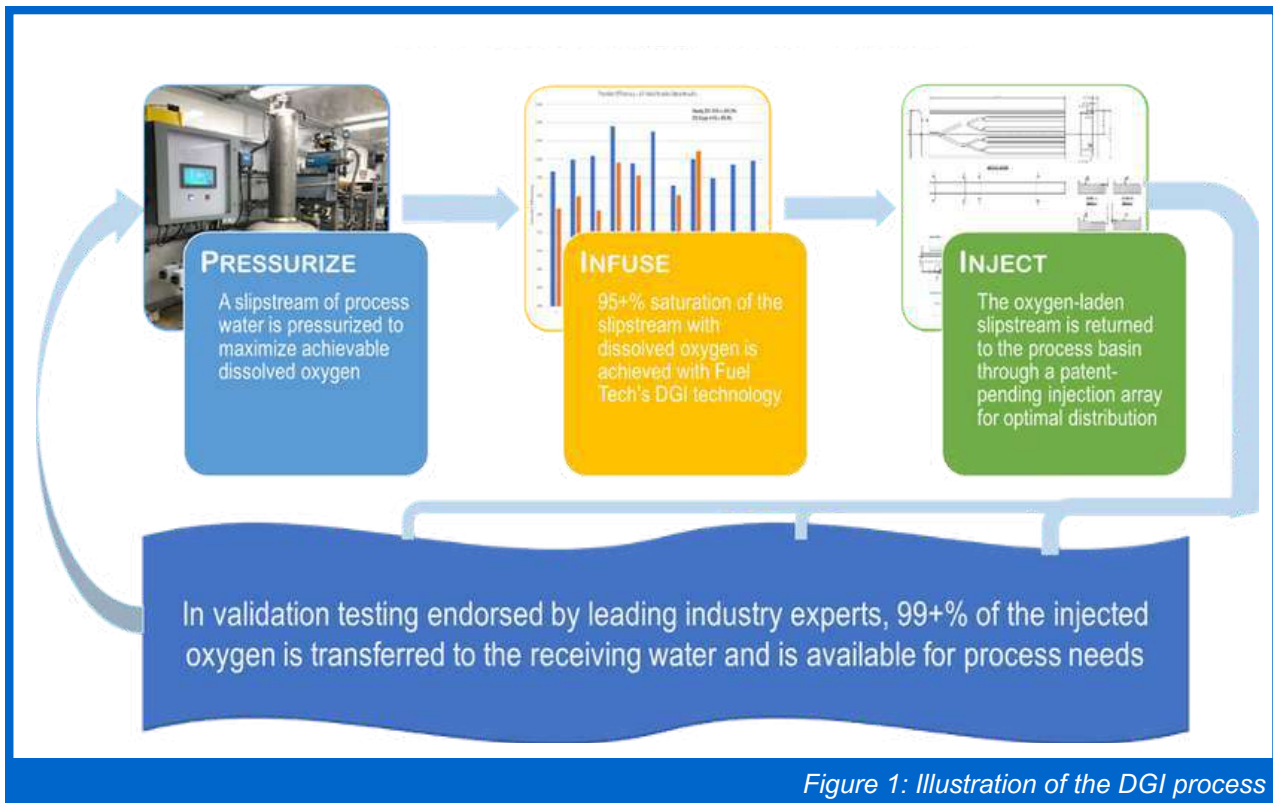 PRESSURIZE
A slipstream of process
water is pressurized to
maximize achievable
dissolved oxygen
INFUSE
95+% saturation of the
slipstream with
dissolved oxygen is
achieved with Fuel
Tech's DGI technology
INJECT
The oxygen-laden
slipstream is returned
to the process basin
through a patent-
pending injection array
for optimal distribution
In validation testing endorsed by leading industry experts, 99+% of the injected
oxygen is transferred to the receiving water and is available for process needs
Figure 1: Illustration of the DGI process